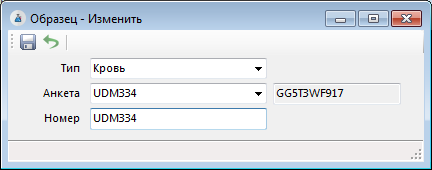 Образец - Изменить
Тип Кровь
Анкета UDM334 GG5T3WF917
Номер UDM334